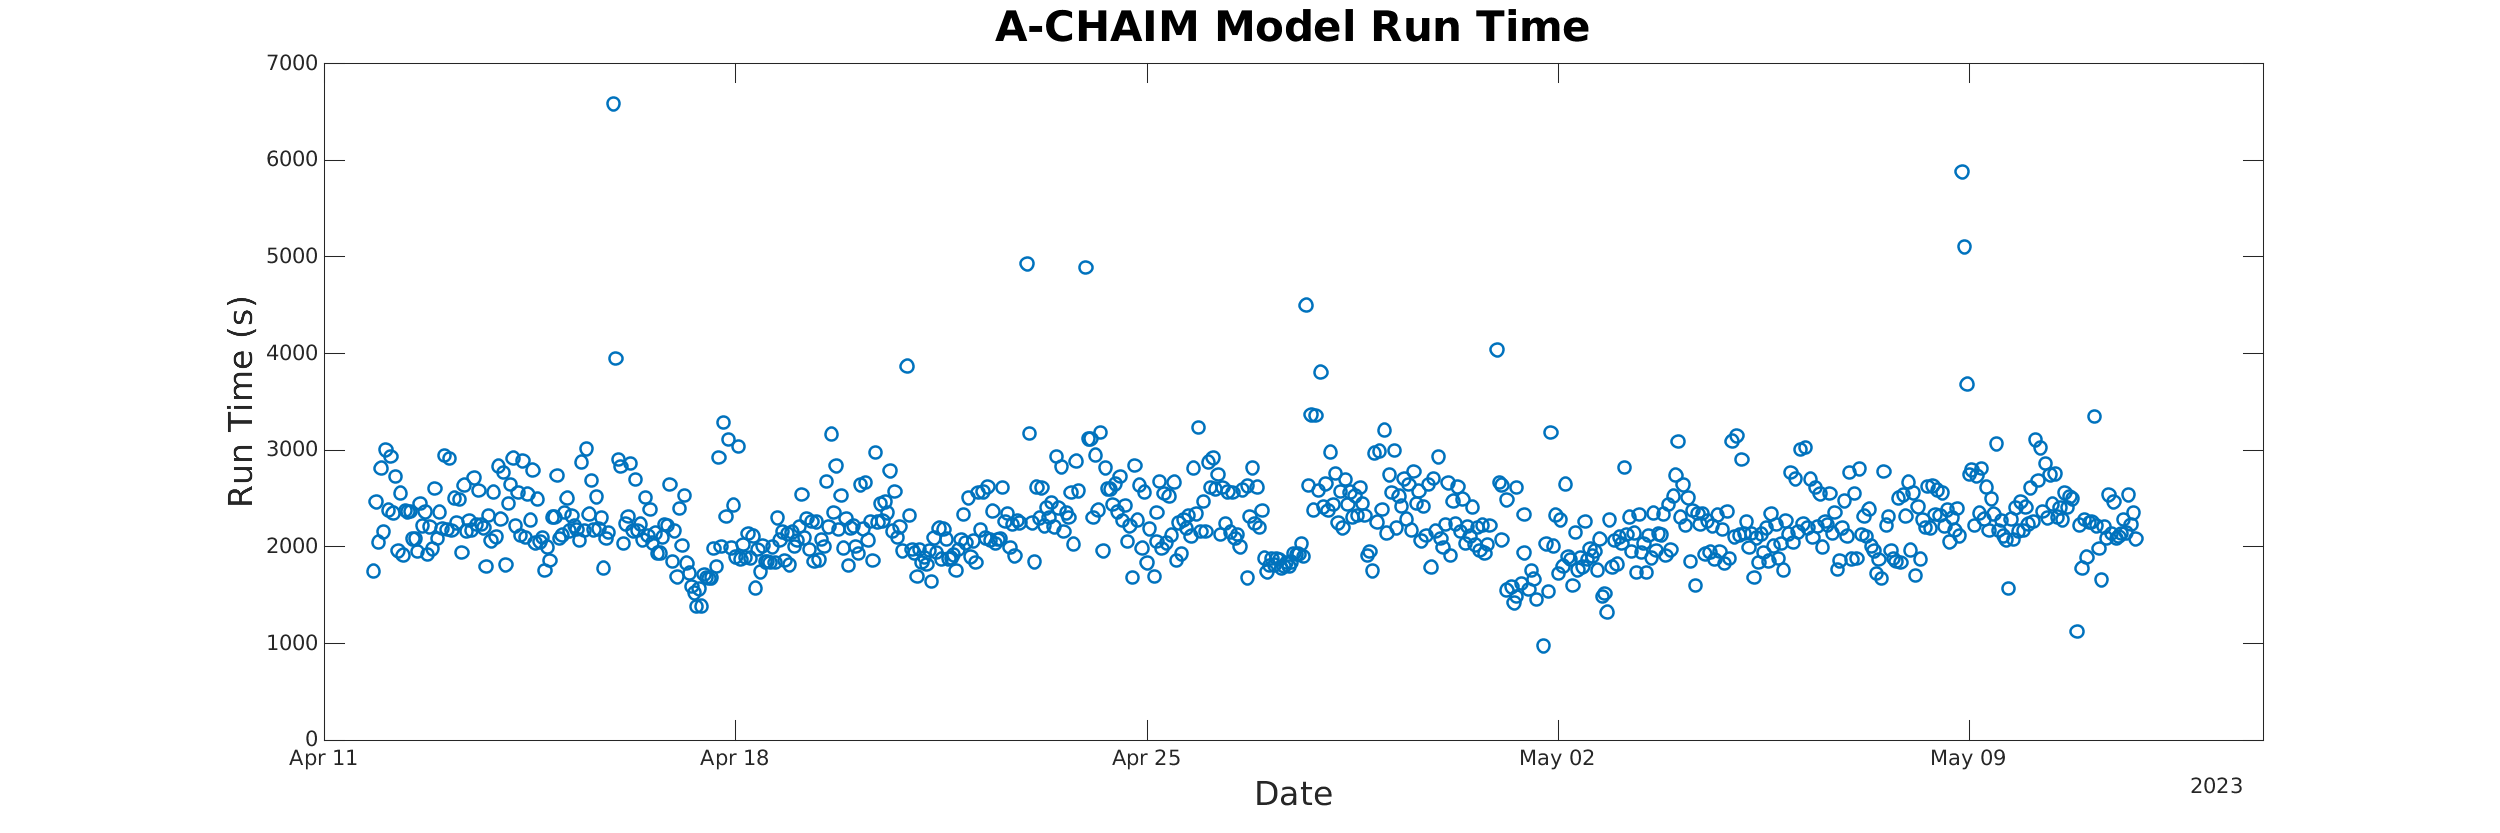 A-CHAIM Model Run Time
7000
6000
5000
4000
3000
2000
1000
0
Run Time (s)
Apr 11
Apr 18
Apr 25
May 02
May 09
2023
Date